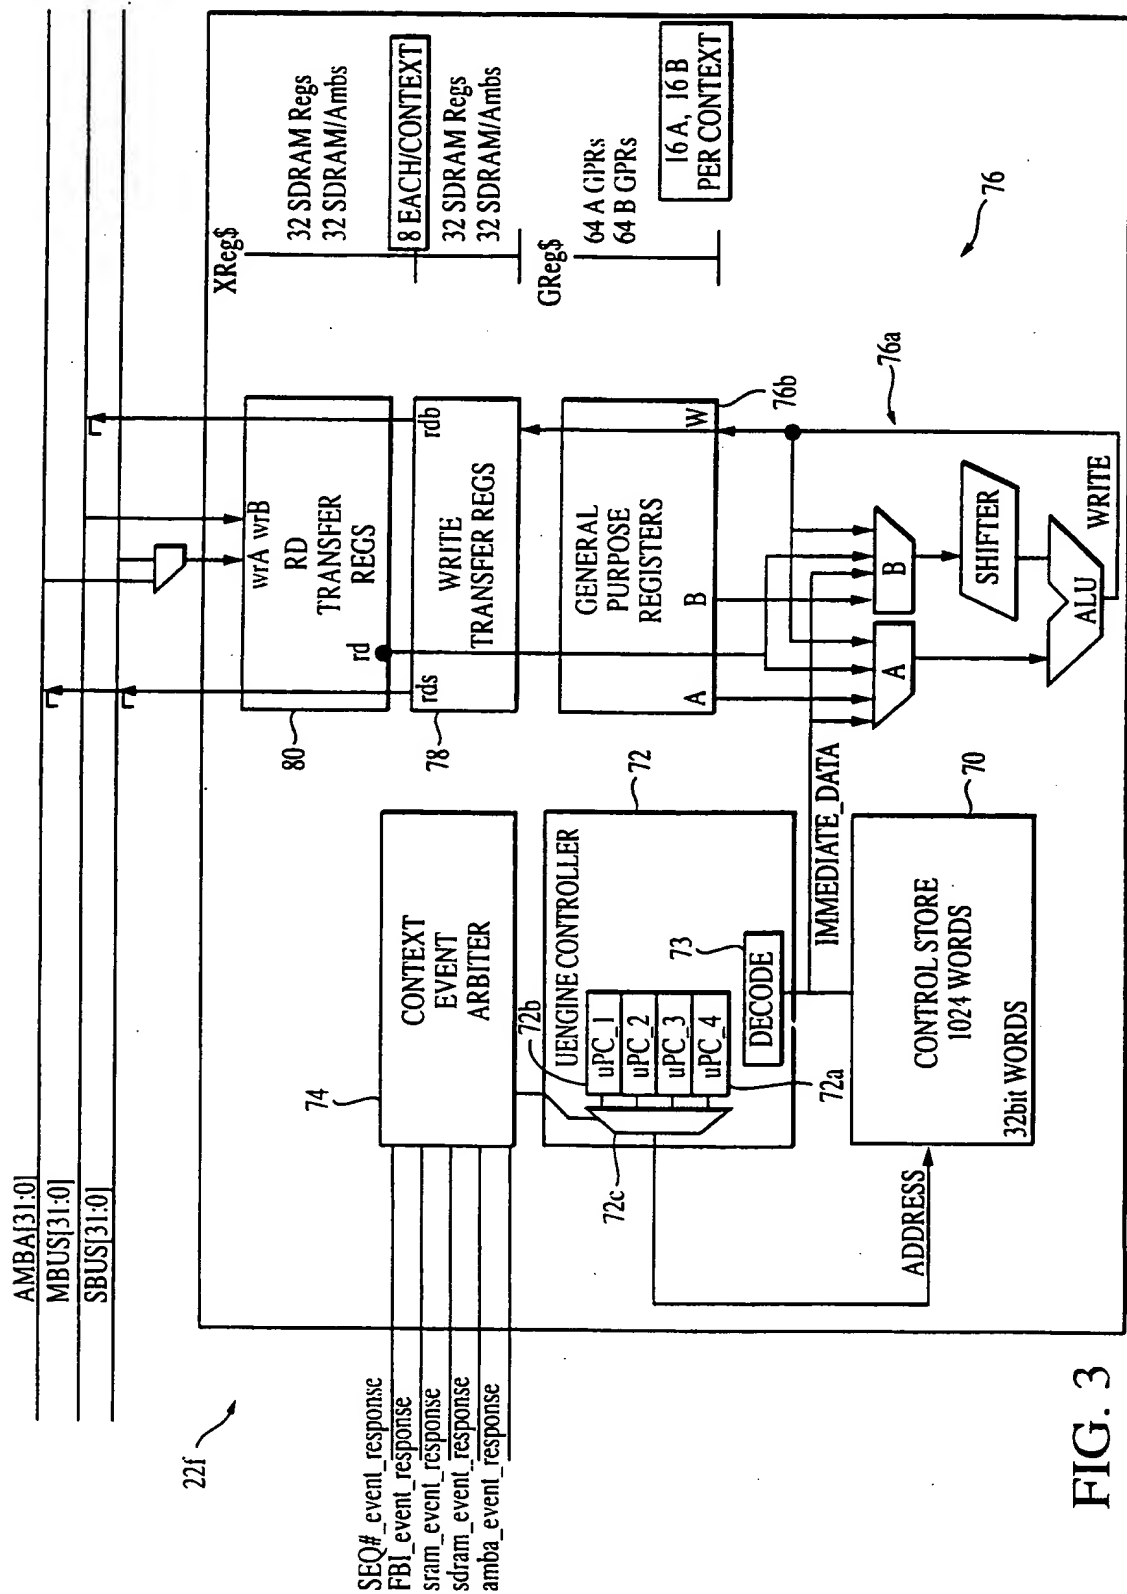 AMBA[31:0]
MBUS[31:0]
SBUS[31:0]
22f
SEQ#_event_response
FBI_event_response
sram_event_response
sdram_event_response
amba_event_response
74
CONTEXT
EVENT
ARBITER
72b
UENGINE CONTROLLER
72
uPC_1
uPC_2
uPC_3
uPC_4
72a
72c
73
DECODE
ADDRESS
IMMEDIATE_DATA
70
CONTROL STORE
1024 WORDS
32bit WORDS
80
wrA wrB
RD
TRANSFER
REGS
rd
78
rds
rdb
WRITE
TRANSFER REGS
GENERAL
PURPOSE
REGISTERS
A
B
W
76b
76a
A
B
SHIFTER
ALU
WRITE
XReg$
32 SDRAM Regs
32 SDRAM/Ambs
8 EACH/CONTEXT
32 SDRAM Regs
32 SDRAM/Ambs
GReg$
64 A GPRs
64 B GPRs
16 A, 16 B
PER CONTEXT
76
FIG. 3